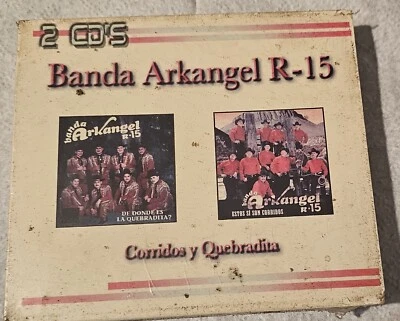 2 CD'S
Banda Arkangel R-15
banda
Arkangel
R-15
DE DONDE ES
LA QUEBRADITA?
banda
Arkangel
R-15
ESTOS SI SON CORRIDOS
Corridos y Quebradita